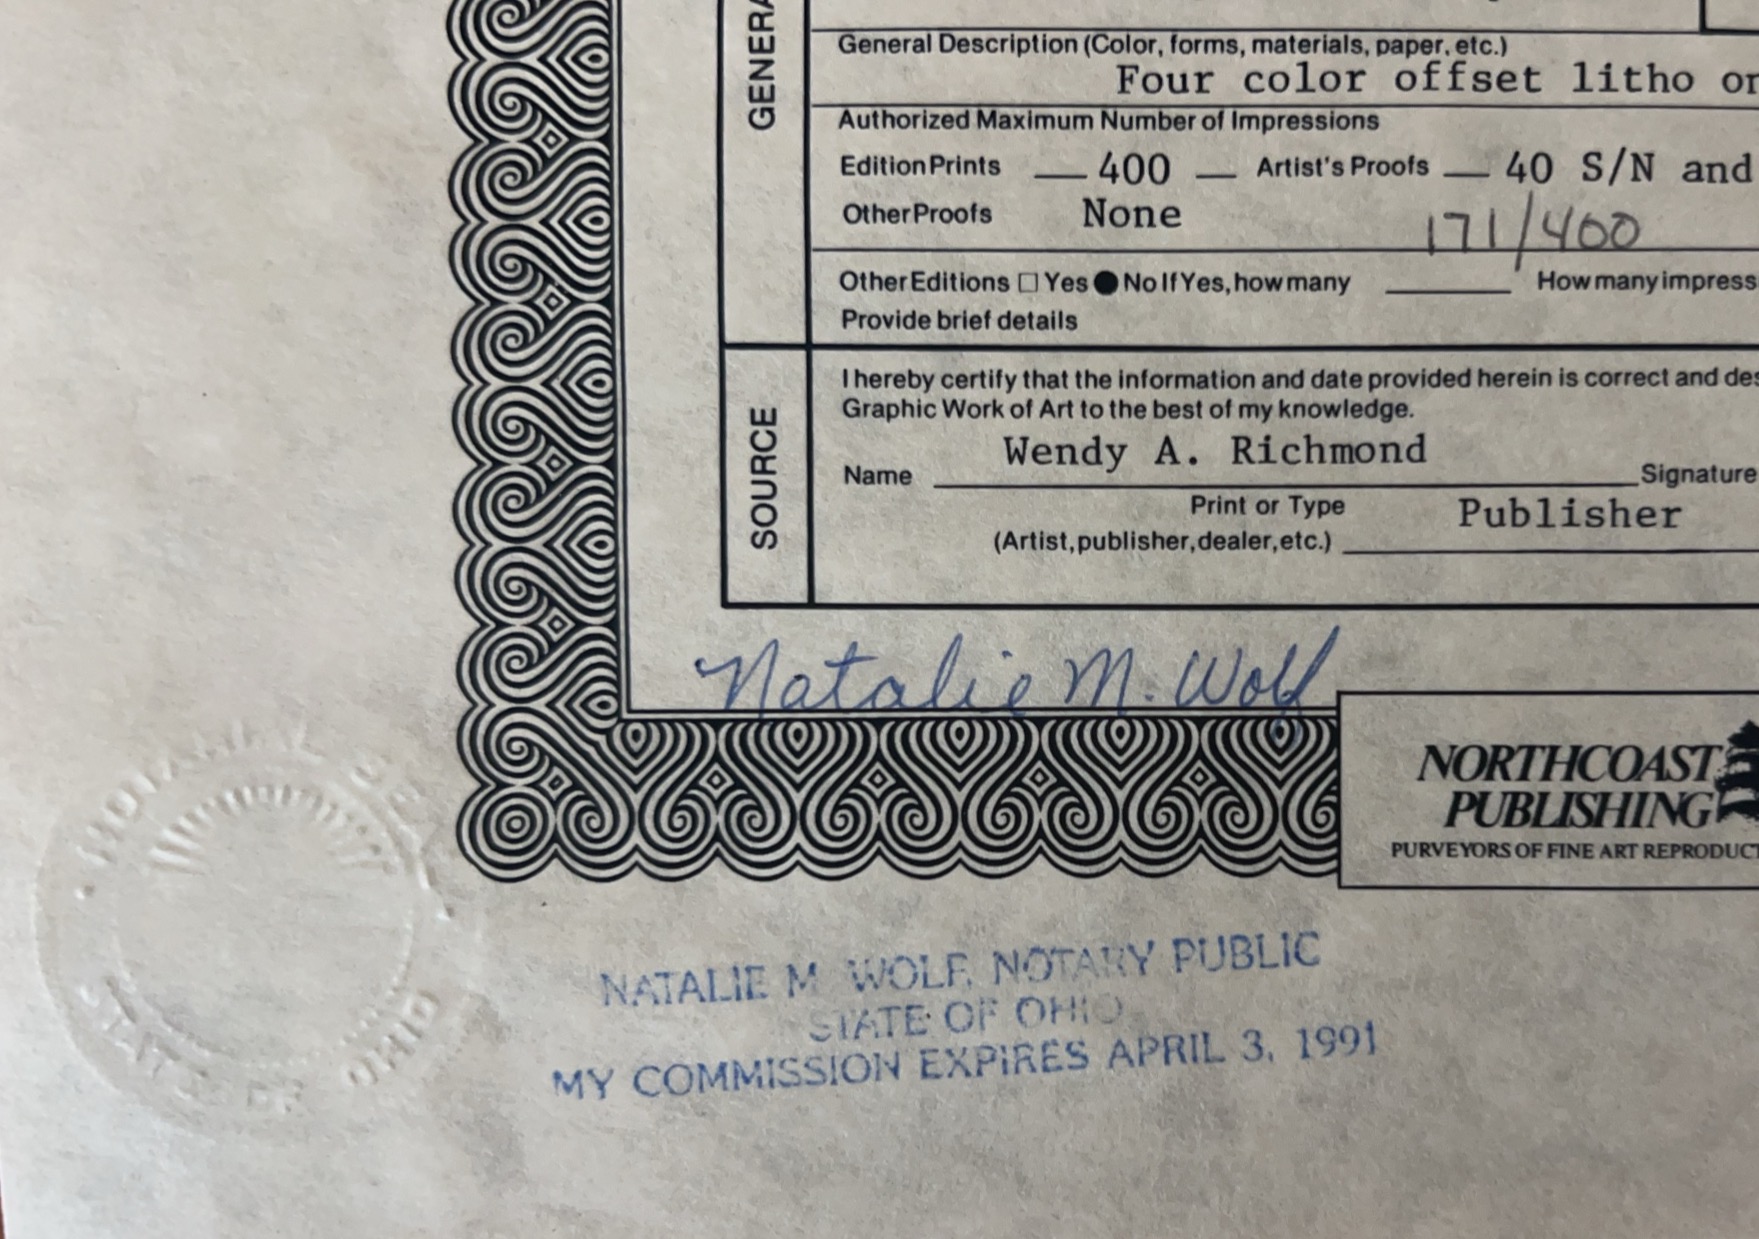 GENERA
General Description (Color, forms, materials, paper, etc.)
Four color offset litho or
Authorized Maximum Number of Impressions
Edition Prints — 400 — Artist's Proofs — 40 S/N and
Other Proofs None 171/400
Other Editions □ Yes ● No If Yes, how many ____ How many impress
Provide brief details
SOURCE
I hereby certify that the information and date provided herein is correct and des
Graphic Work of Art to the best of my knowledge.
Name Wendy A. Richmond Signature
Print or Type Publisher
(Artist, publisher, dealer, etc.)
Natalie M. Wolf
NORTHCOAST
PUBLISHING
PURVEYORS OF FINE ART REPRODUCT
NATALIE M WOLF, NOTARY PUBLIC
STATE OF OHIO
MY COMMISSION EXPIRES APRIL 3, 1991
STATE OF OHIO